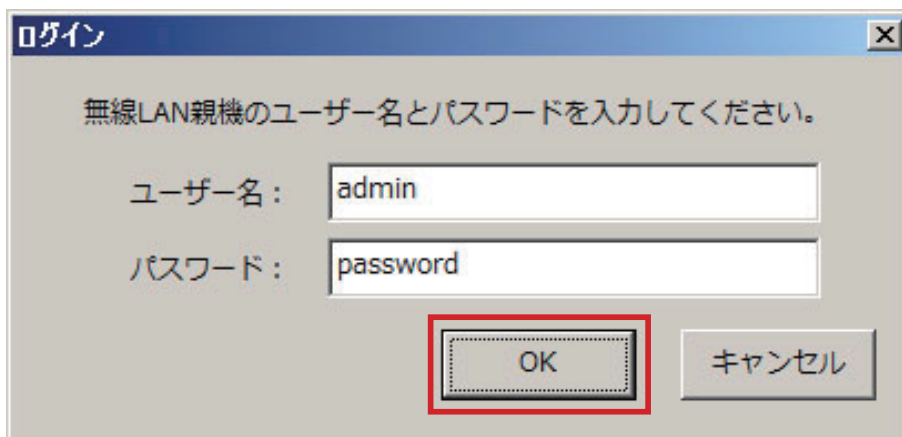 ログイン
無線LAN親機のユーザー名とパスワードを入力してください。
ユーザー名： admin
パスワード： password
OK キャンセル